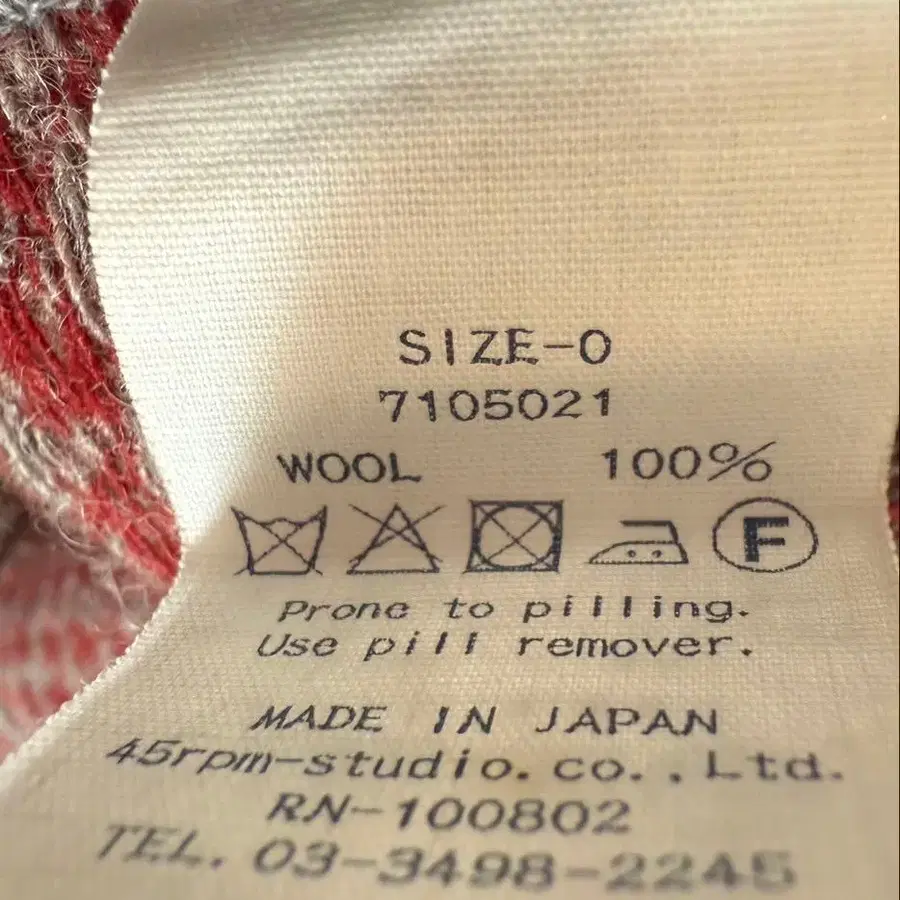 SIZE-0
7105021
WOOL 100%
F
Prone to pilling.
Use pill remover.
MADE IN JAPAN
45rpm-studio.co.,Ltd.
RN-100802
TEL. 03-3498-2245